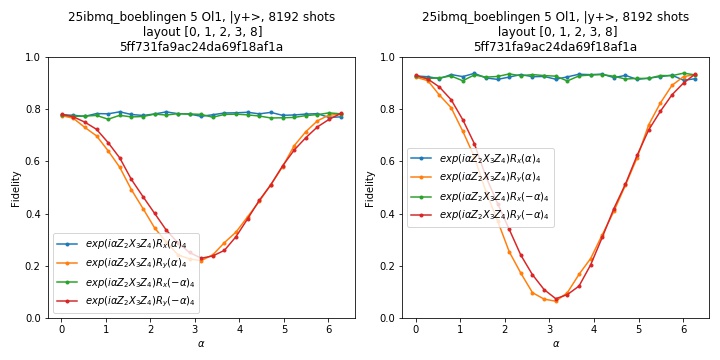 25ibmq_boeblingen 5 Ol1, |y+>, 8192 shots
layout [0, 1, 2, 3, 8]
5ff731fa9ac24da69f18af1a
1.0
0.8
0.6
0.4
0.2
0.0
Fidelity
exp(iαZ₂X₃Z₄)Rₓ(α)₄
exp(iαZ₂X₃Z₄)Rᵧ(α)₄
exp(iαZ₂X₃Z₄)Rₓ(−α)₄
exp(iαZ₂X₃Z₄)Rᵧ(−α)₄
0 1 2 3 4 5 6
α
25ibmq_boeblingen 5 Ol1, |y+>, 8192 shots
layout [0, 1, 2, 3, 8]
5ff731fa9ac24da69f18af1a
1.0
0.8
0.6
0.4
0.2
0.0
Fidelity
exp(iαZ₂X₃Z₄)Rₓ(α)₄
exp(iαZ₂X₃Z₄)Rᵧ(α)₄
exp(iαZ₂X₃Z₄)Rₓ(−α)₄
exp(iαZ₂X₃Z₄)Rᵧ(−α)₄
0 1 2 3 4 5 6
α